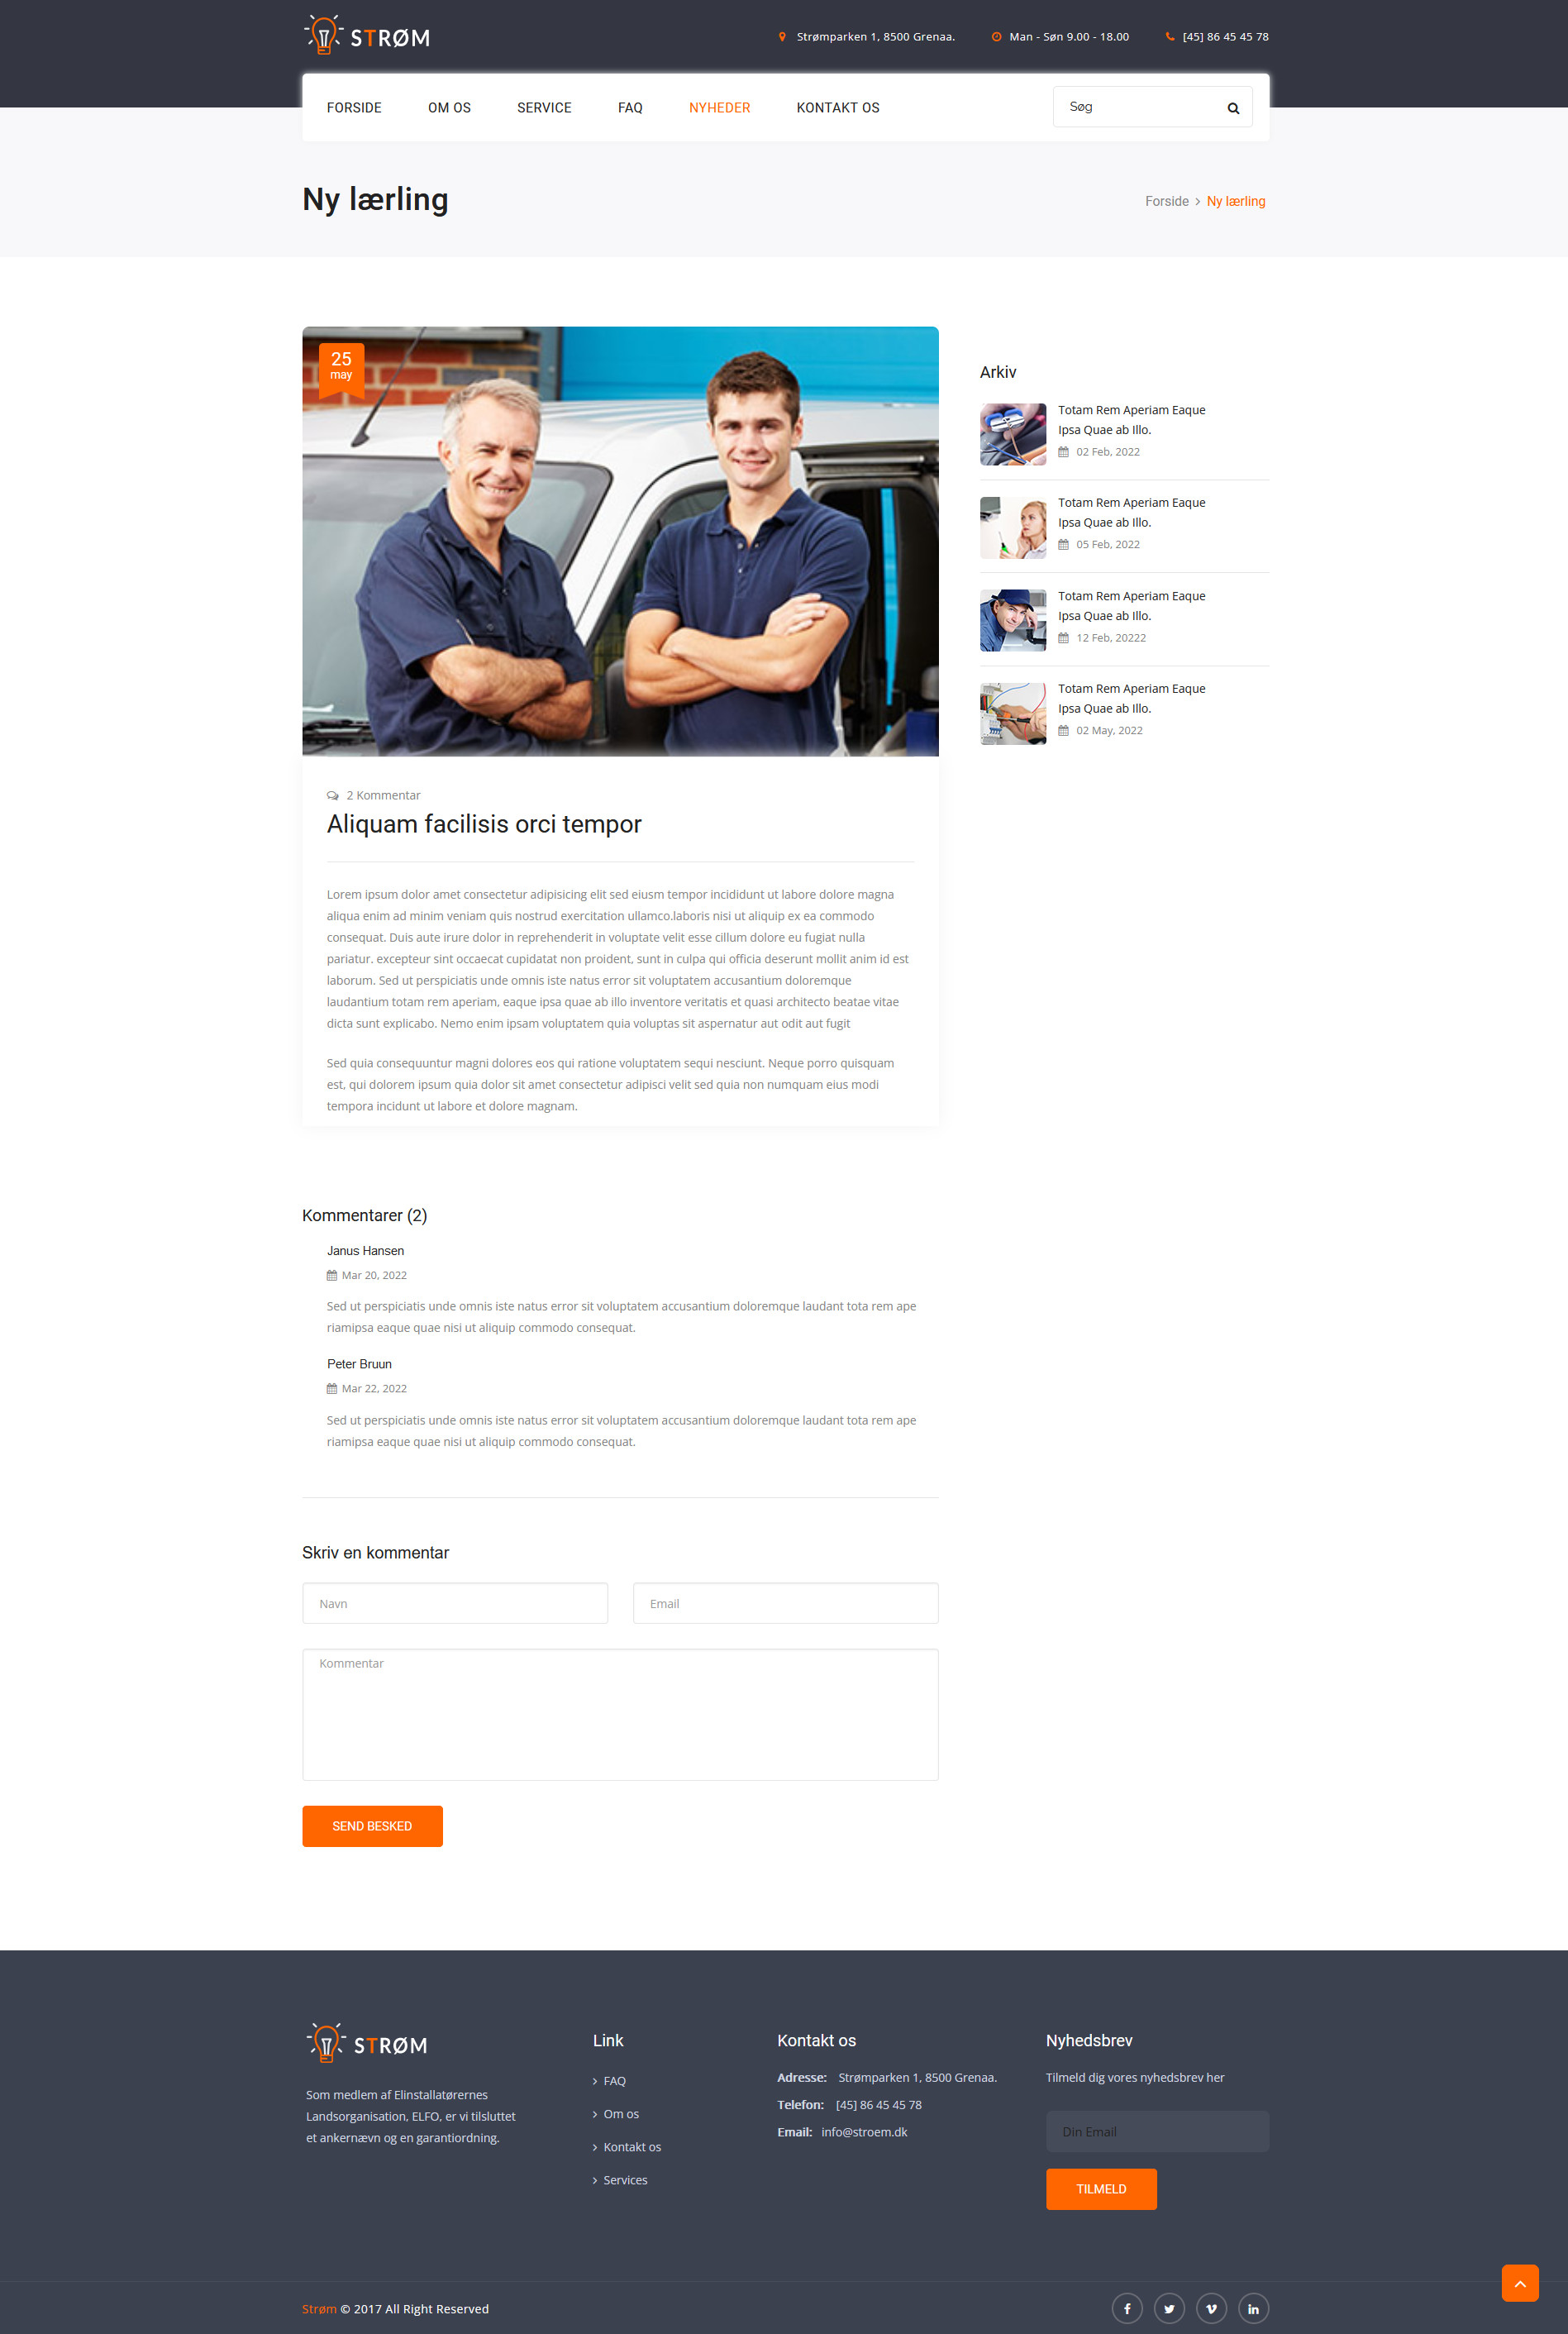 STRØM
Strømparken 1, 8500 Grenaa.
Man - Søn 9.00 - 18.00
[45] 86 45 45 78
FORSIDE
OM OS
SERVICE
FAQ
NYHEDER
KONTAKT OS
Søg
Ny lærling
Forside > Ny lærling
25
may
2 Kommentar
Aliquam facilisis orci tempor
Lorem ipsum dolor amet consectetur adipisicing elit sed eiusm tempor incididunt ut labore dolore magna
aliqua enim ad minim veniam quis nostrud exercitation ullamco.laboris nisi ut aliquip ex ea commodo
consequat. Duis aute irure dolor in reprehenderit in voluptate velit esse cillum dolore eu fugiat nulla
pariatur. excepteur sint occaecat cupidatat non proident, sunt in culpa qui officia deserunt mollit anim id est
laborum. Sed ut perspiciatis unde omnis iste natus error sit voluptatem accusantium doloremque
laudantium totam rem aperiam, eaque ipsa quae ab illo inventore veritatis et quasi architecto beatae vitae
dicta sunt explicabo. Nemo enim ipsam voluptatem quia voluptas sit aspernatur aut odit aut fugit
Sed quia consequuntur magni dolores eos qui ratione voluptatem sequi nesciunt. Neque porro quisquam
est, qui dolorem ipsum quia dolor sit amet consectetur adipisci velit sed quia non numquam eius modi
tempora incidunt ut labore et dolore magnam.
Arkiv
Totam Rem Aperiam Eaque
Ipsa Quae ab Illo.
02 Feb, 2022
Totam Rem Aperiam Eaque
Ipsa Quae ab Illo.
05 Feb, 2022
Totam Rem Aperiam Eaque
Ipsa Quae ab Illo.
12 Feb, 20222
Totam Rem Aperiam Eaque
Ipsa Quae ab Illo.
02 May, 2022
Kommentarer (2)
Janus Hansen
Mar 20, 2022
Sed ut perspiciatis unde omnis iste natus error sit voluptatem accusantium doloremque laudant tota rem ape
riamipsa eaque quae nisi ut aliquip commodo consequat.
Peter Bruun
Mar 22, 2022
Sed ut perspiciatis unde omnis iste natus error sit voluptatem accusantium doloremque laudant tota rem ape
riamipsa eaque quae nisi ut aliquip commodo consequat.
Skriv en kommentar
Navn
Email
Kommentar
SEND BESKED
STRØM
Som medlem af Elinstallatørernes
Landsorganisation, ELFO, er vi tilsluttet
et ankernævn og en garantiordning.
Link
FAQ
Om os
Kontakt os
Services
Kontakt os
Adresse: Strømparken 1, 8500 Grenaa.
Telefon: [45] 86 45 45 78
Email: info@stroem.dk
Nyhedsbrev
Tilmeld dig vores nyhedsbrev her
Din Email
TILMELD
Strøm © 2017 All Right Reserved